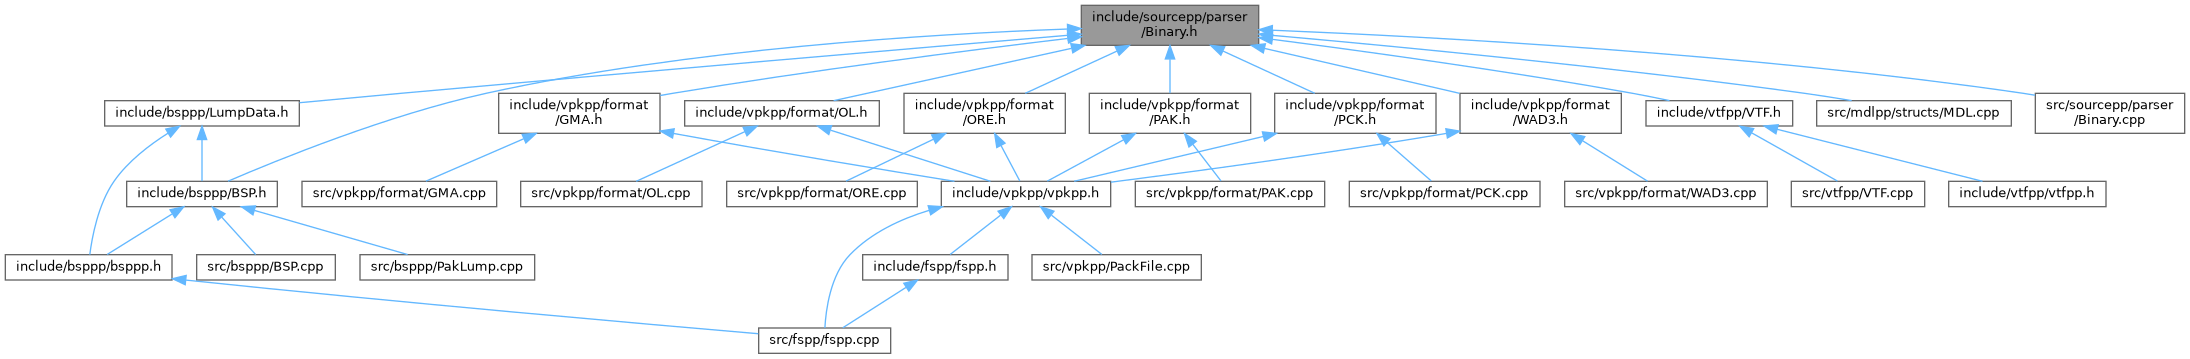 include/sourcepp/parser
/Binary.h
include/bsppp/LumpData.h
include/vpkpp/format
/GMA.h
include/vpkpp/format/OL.h
include/vpkpp/format
/ORE.h
include/vpkpp/format
/PAK.h
include/vpkpp/format
/PCK.h
include/vpkpp/format
/WAD3.h
include/vtfpp/VTF.h
src/mdlpp/structs/MDL.cpp
src/sourcepp/parser
/Binary.cpp
include/bsppp/BSP.h
src/vpkpp/format/GMA.cpp
src/vpkpp/format/OL.cpp
src/vpkpp/format/ORE.cpp
include/vpkpp/vpkpp.h
src/vpkpp/format/PAK.cpp
src/vpkpp/format/PCK.cpp
src/vpkpp/format/WAD3.cpp
src/vtfpp/VTF.cpp
include/vtfpp/vtfpp.h
include/bsppp/bsppp.h
src/bsppp/BSP.cpp
src/bsppp/PakLump.cpp
include/fspp/fspp.h
src/vpkpp/PackFile.cpp
src/fspp/fspp.cpp